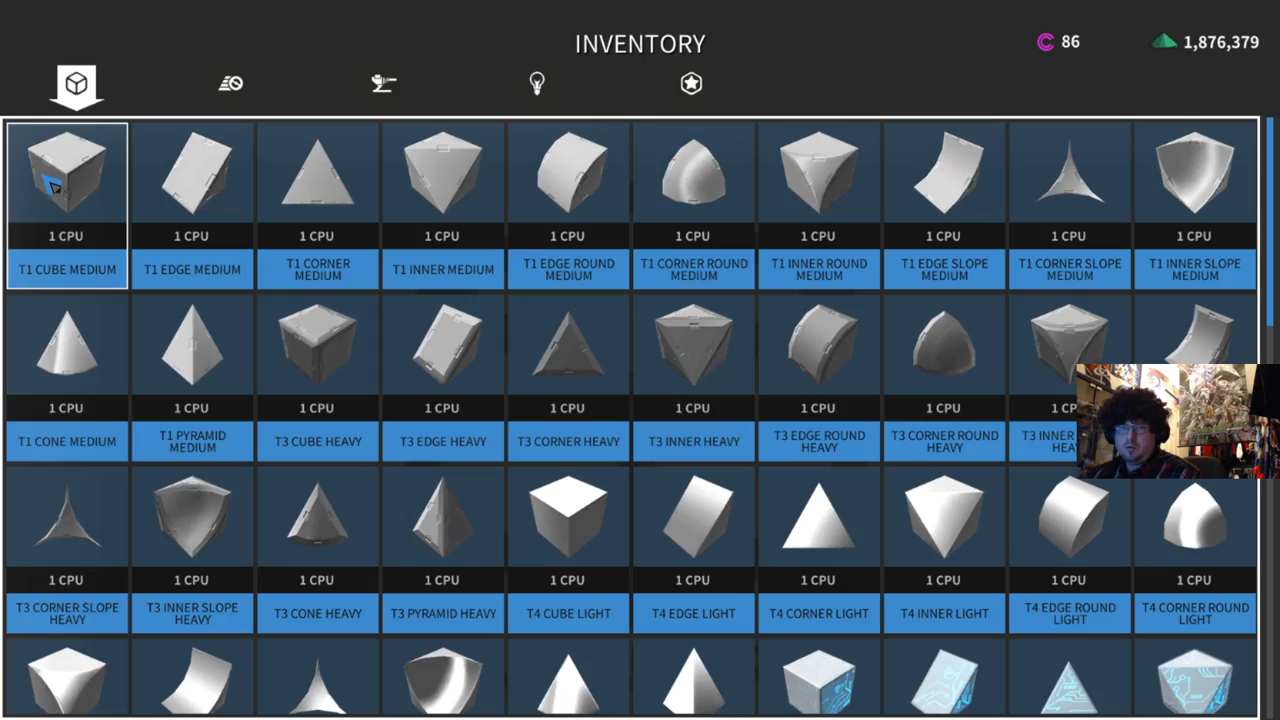 INVENTORY
86
1,876,379
1 CPU
1 CPU
1 CPU
1 CPU
1 CPU
1 CPU
1 CPU
1 CPU
1 CPU
1 CPU
T1 CUBE MEDIUM
T1 EDGE MEDIUM
T1 CORNER
MEDIUM
T1 INNER MEDIUM
T1 EDGE ROUND
MEDIUM
T1 CORNER ROUND
MEDIUM
T1 INNER ROUND
MEDIUM
T1 EDGE SLOPE
MEDIUM
T1 CORNER SLOPE
MEDIUM
T1 INNER SLOPE
MEDIUM
1 CPU
1 CPU
1 CPU
1 CPU
1 CPU
1 CPU
1 CPU
1 CPU
T1 CONE MEDIUM
T1 PYRAMID
MEDIUM
T3 CUBE HEAVY
T3 EDGE HEAVY
T3 CORNER HEAVY
T3 INNER HEAVY
T3 EDGE ROUND
HEAVY
T3 CORNER ROUND
HEAVY
T3 INNER
1 CPU
1 CPU
1 CPU
1 CPU
1 CPU
1 CPU
1 CPU
1 CPU
1 CPU
1 CPU
T3 CORNER SLOPE
HEAVY
T3 INNER SLOPE
HEAVY
T3 CONE HEAVY
T3 PYRAMID HEAVY
T4 CUBE LIGHT
T4 EDGE LIGHT
T4 CORNER LIGHT
T4 INNER LIGHT
T4 EDGE ROUND
LIGHT
T4 CORNER ROUND
LIGHT